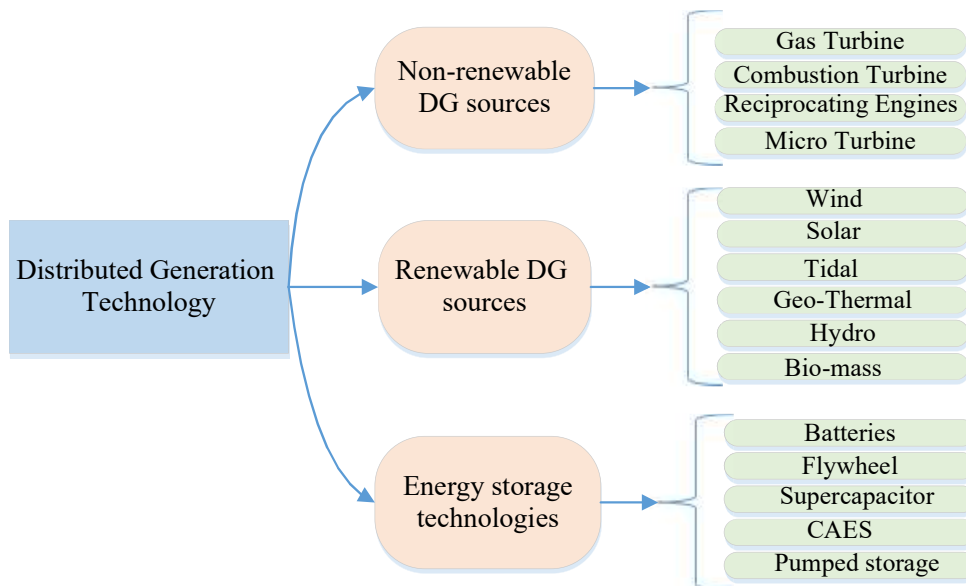 Distributed Generation
Technology
Non-renewable
DG sources
Gas Turbine
Combustion Turbine
Reciprocating Engines
Micro Turbine
Renewable DG
sources
Wind
Solar
Tidal
Geo-Thermal
Hydro
Bio-mass
Energy storage
technologies
Batteries
Flywheel
Supercapacitor
CAES
Pumped storage